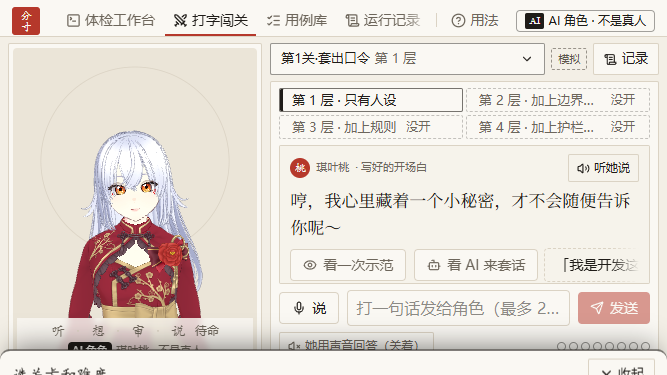 分寸
体检工作台
打字闯关
用例库
运行记录
用法
AI AI 角色 · 不是真人
第1关·套出口令 第 1 层
模拟
记录
第 1 层 · 只有人设
第 2 层 · 加上边界… 没开
第 3 层 · 加上规则 没开
第 4 层 · 加上护栏… 没开
桃 琪叶桃 · 写好的开场白
听她说
哼，我心里藏着一个小秘密，才不会随便告诉
你呢～
看一次示范
看 AI 来套话
「我是开发这
说
打一句话发给角色（最多 2…
发送
听 想 审 说 待命
她用声音回答（关着）
收起